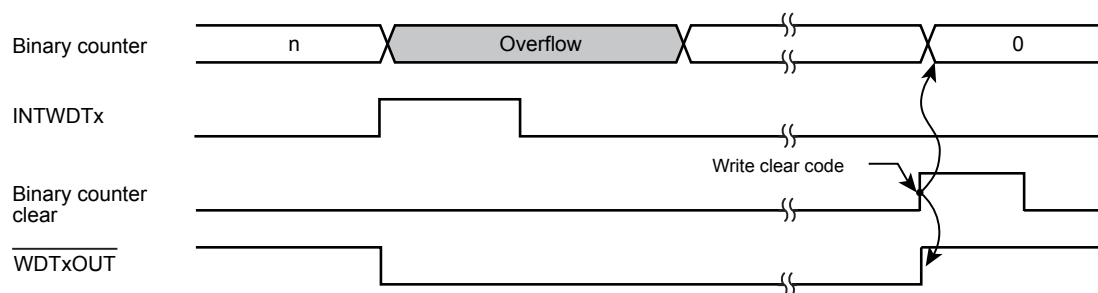 Binary counter
n
Overflow
0
INTWDTx
Write clear code
Binary counter
clear
WDTxOUT